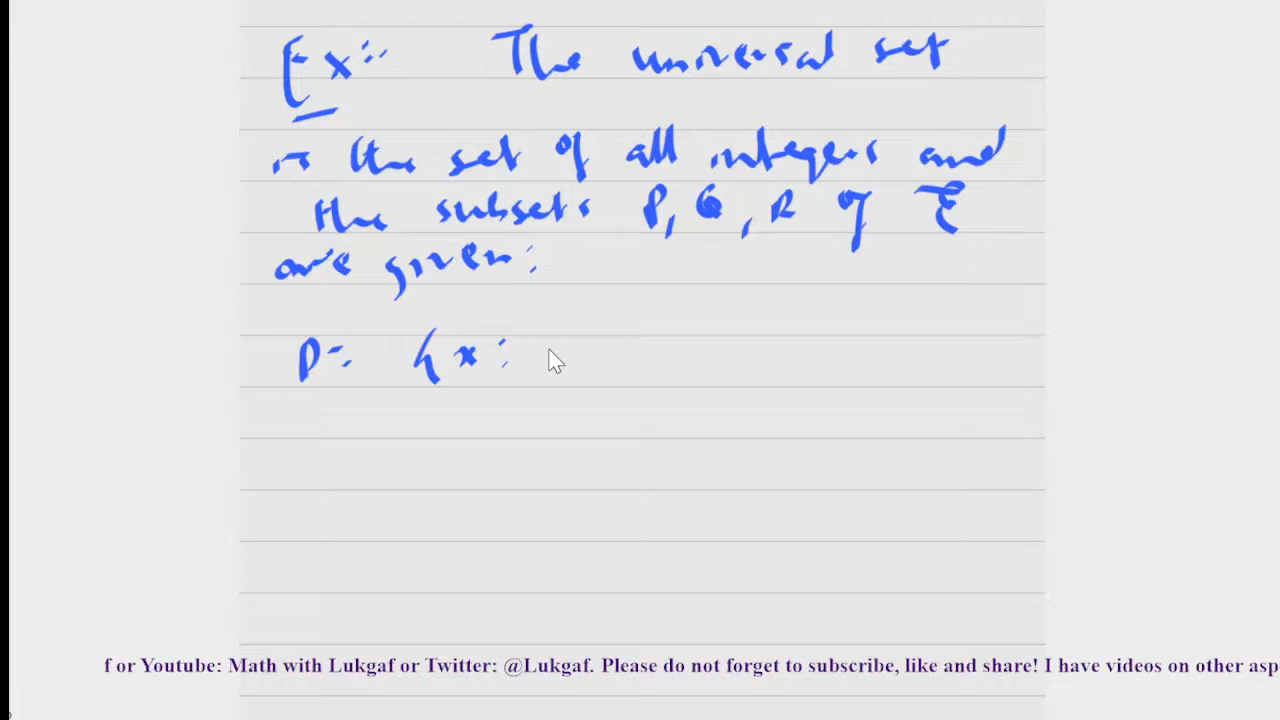 Ex:- The universal set
is the set of all integers and
the subsets P, Q, R of ℰ
are given:
P= {x:
f or Youtube: Math with Lukgaf or Twitter: @Lukgaf. Please do not forget to subscribe, like and share! I have videos on other asp